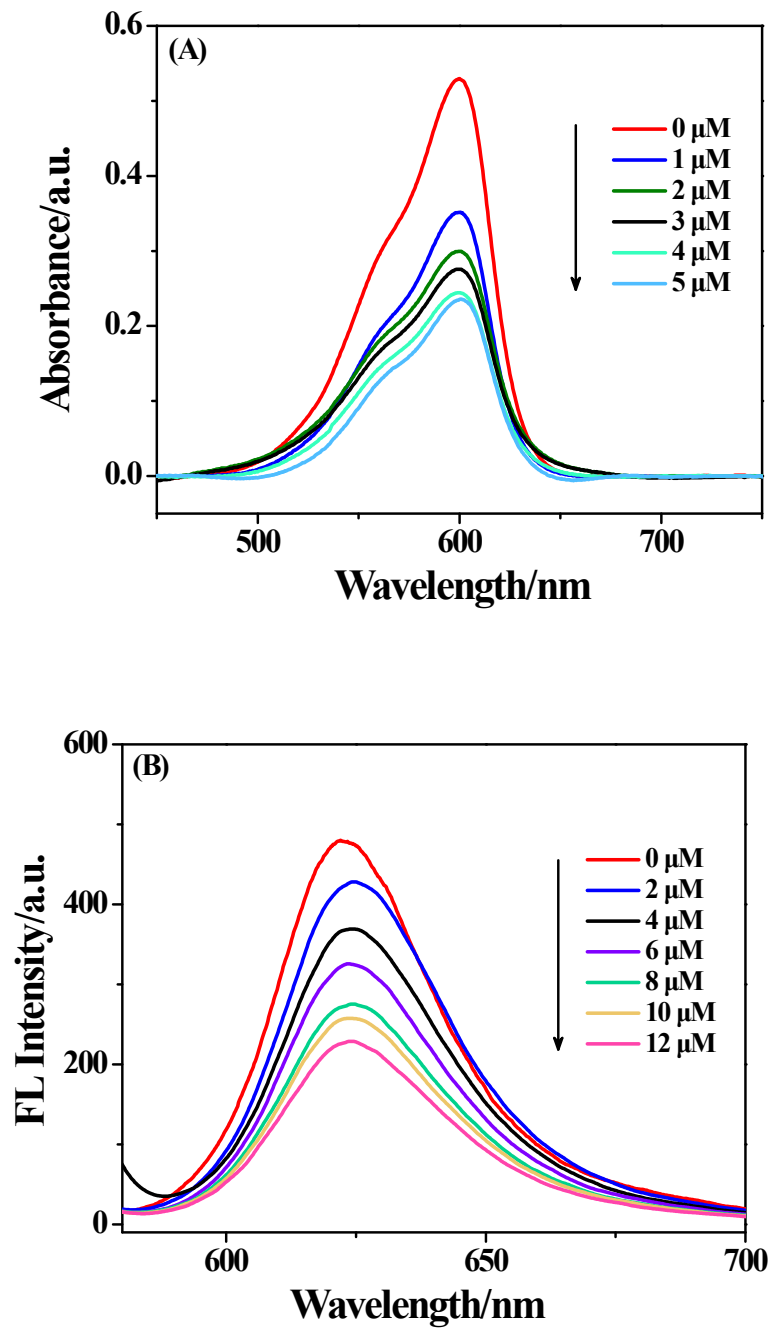 (A)
0.6
0.4
0.2
0.0
Absorbance/a.u.
0 μM
1 μM
2 μM
3 μM
4 μM
5 μM
500 600 700
Wavelength/nm
(B)
600
400
200
0
FL Intensity/a.u.
0 μM
2 μM
4 μM
6 μM
8 μM
10 μM
12 μM
600 650 700
Wavelength/nm